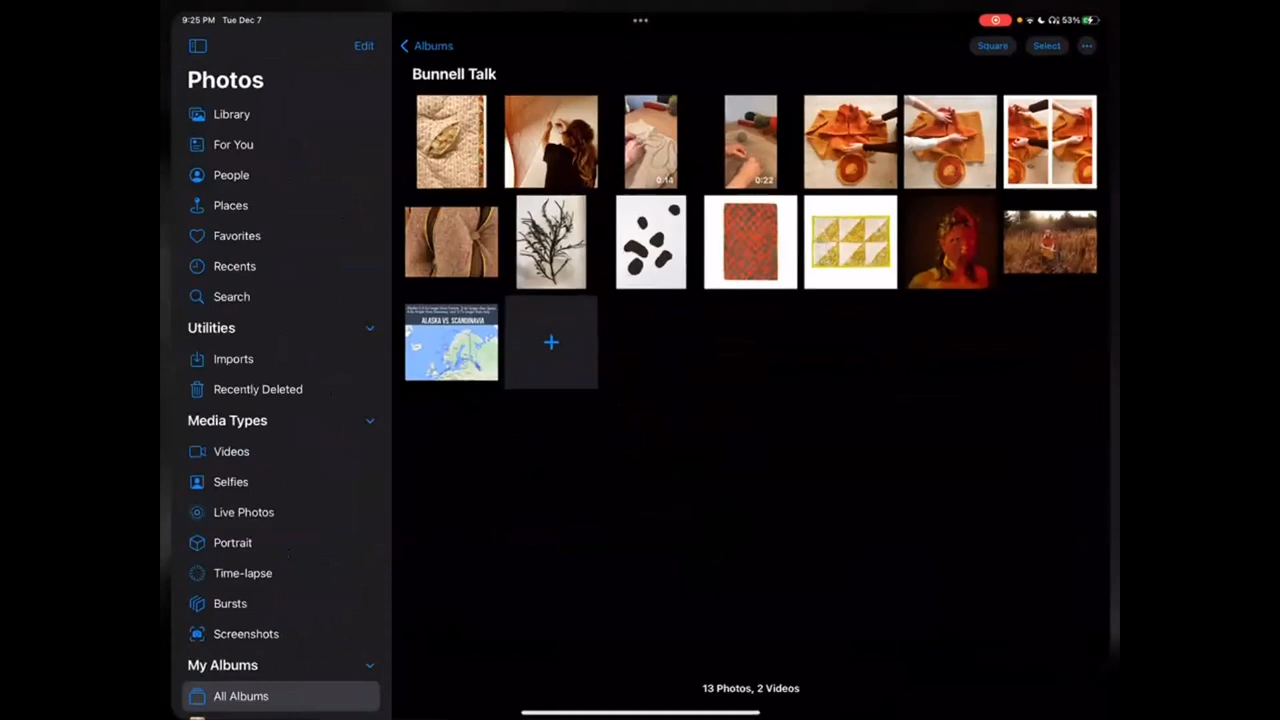 9:25 PM Tue Dec 7
53%
Edit
Albums
Square
Select
Photos
Bunnell Talk
Library
For You
People
Places
Favorites
Recents
Search
Utilities
Imports
Recently Deleted
Media Types
Videos
Selfies
Live Photos
Portrait
Time-lapse
Bursts
Screenshots
My Albums
All Albums
0:14
0:22
ALASKA VS. SCANDINAVIA
13 Photos, 2 Videos